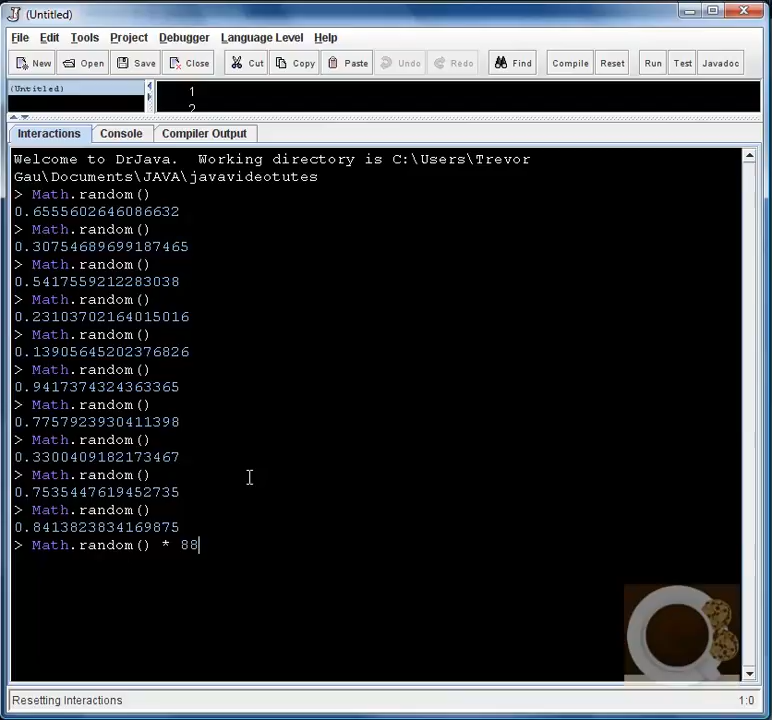 (Untitled)
File Edit Tools Project Debugger Language Level Help
New Open Save Close Cut Copy Paste Undo Redo Find Compile Reset Run Test Javadoc
(Untitled)
1
2
Interactions Console Compiler Output
Welcome to DrJava.  Working directory is C:\Users\Trevor
Gau\Documents\JAVA\javavideotutes
> Math.random()
0.6555602646086632
> Math.random()
0.30754689699187465
> Math.random()
0.5417559212283038
> Math.random()
0.23103702164015016
> Math.random()
0.13905645202376826
> Math.random()
0.9417374324363365
> Math.random()
0.7757923930411398
> Math.random()
0.3300409182173467
> Math.random()
0.7535447619452735
> Math.random()
0.8413823834169875
> Math.random() * 88
Resetting Interactions 1:0